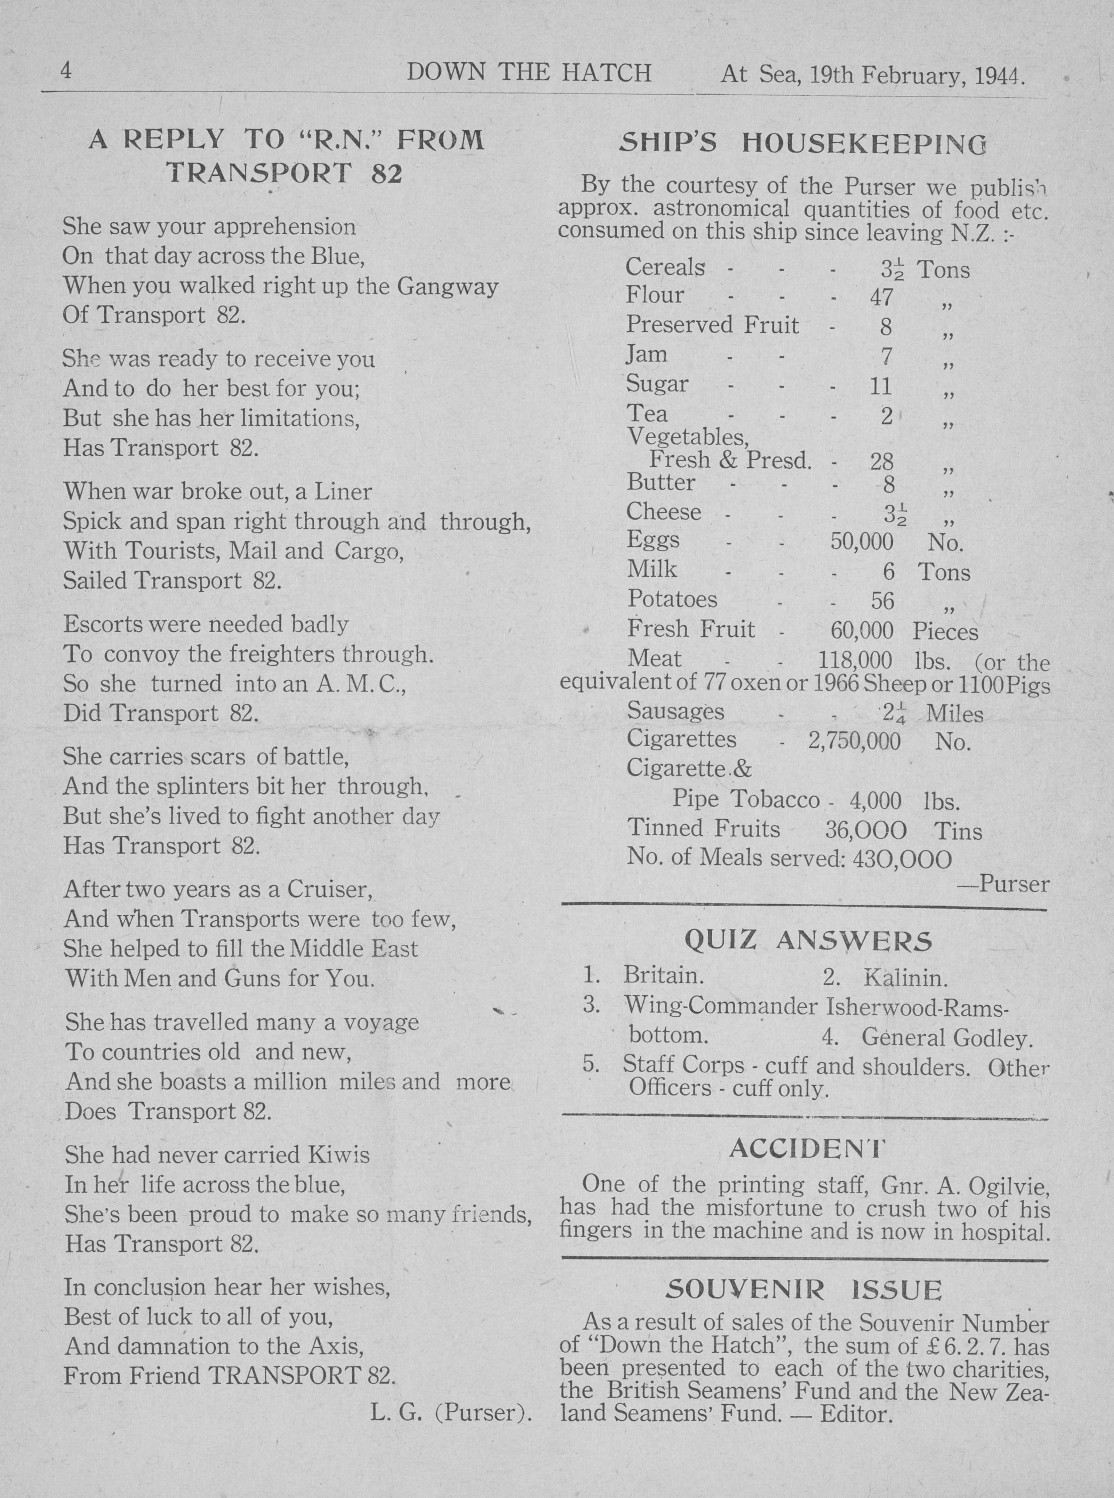 4 DOWN THE HATCH At Sea, 19th February, 1944.
A REPLY TO “R.N.” FROM
TRANSPORT 82
She saw your apprehension
On that day across the Blue,
When you walked right up the Gangway
Of Transport 82.
She was ready to receive you
And to do her best for you;
But she has her limitations,
Has Transport 82.
When war broke out, a Liner
Spick and span right through and through,
With Tourists, Mail and Cargo,
Sailed Transport 82.
Escorts were needed badly
To convoy the freighters through.
So she turned into an A. M. C.,
Did Transport 82.
She carries scars of battle,
And the splinters bit her through,
But she's lived to fight another day
Has Transport 82.
After two years as a Cruiser,
And when Transports were too few,
She helped to fill the Middle East
With Men and Guns for You.
She has travelled many a voyage
To countries old and new,
And she boasts a million miles and more
Does Transport 82.
She had never carried Kiwis
In her life across the blue,
She's been proud to make so many friends,
Has Transport 82.
In conclusion hear her wishes,
Best of luck to all of you,
And damnation to the Axis,
From Friend TRANSPORT 82.
L. G. (Purser).
SHIP'S HOUSEKEEPING
By the courtesy of the Purser we publish
approx. astronomical quantities of food etc.
consumed on this ship since leaving N.Z. :-
Cereals - - - 3½ Tons
Flour - - - 47 ,,
Preserved Fruit - 8 ,,
Jam - - 7 ,,
Sugar - - - 11 ,,
Tea - - - 2 ,,
Vegetables,
Fresh & Presd. - 28 ,,
Butter - - - 8 ,,
Cheese - - - 3½ ,,
Eggs - - 50,000 No.
Milk - - - 6 Tons
Potatoes - - 56 ,,
Fresh Fruit - 60,000 Pieces
Meat - - 118,000 lbs. (or the
equivalent of 77 oxen or 1966 Sheep or 1100 Pigs
Sausages - - 2¼ Miles
Cigarettes - 2,750,000 No.
Cigarette &
Pipe Tobacco - 4,000 lbs.
Tinned Fruits 36,000 Tins
No. of Meals served: 430,000
—Purser
QUIZ ANSWERS
1. Britain. 2. Kalinin.
3. Wing-Commander Isherwood-Rams-
bottom. 4. General Godley.
5. Staff Corps - cuff and shoulders. Other
Officers - cuff only.
ACCIDENT
One of the printing staff, Gnr. A. Ogilvie,
has had the misfortune to crush two of his
fingers in the machine and is now in hospital.
SOUVENIR ISSUE
As a result of sales of the Souvenir Number
of “Down the Hatch”, the sum of £6. 2. 7. has
been presented to each of the two charities,
the British Seamens' Fund and the New Zea-
land Seamens' Fund. — Editor.